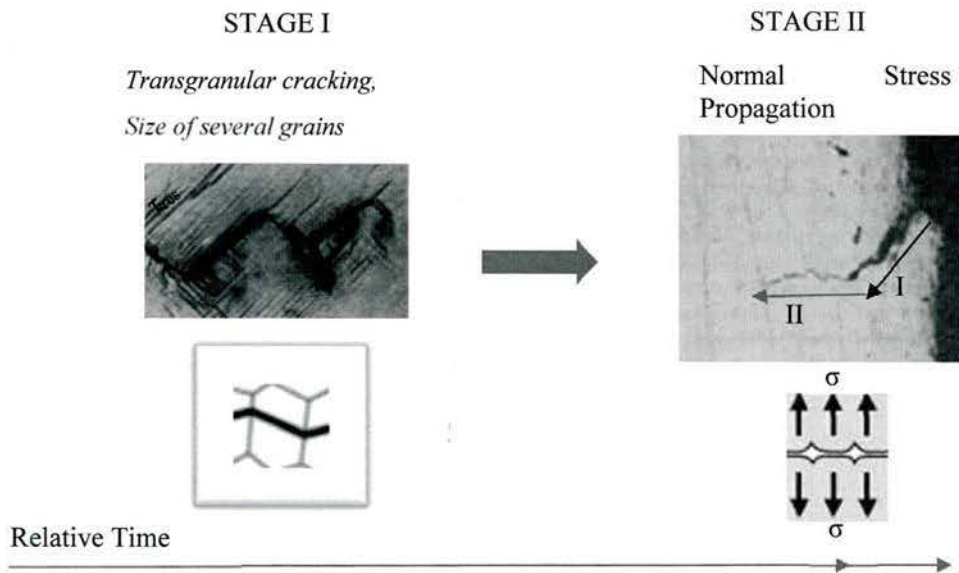 STAGE I
Transgranular cracking,
Size of several grains
STAGE II
Normal Stress
Propagation
I
II
σ
σ
Relative Time